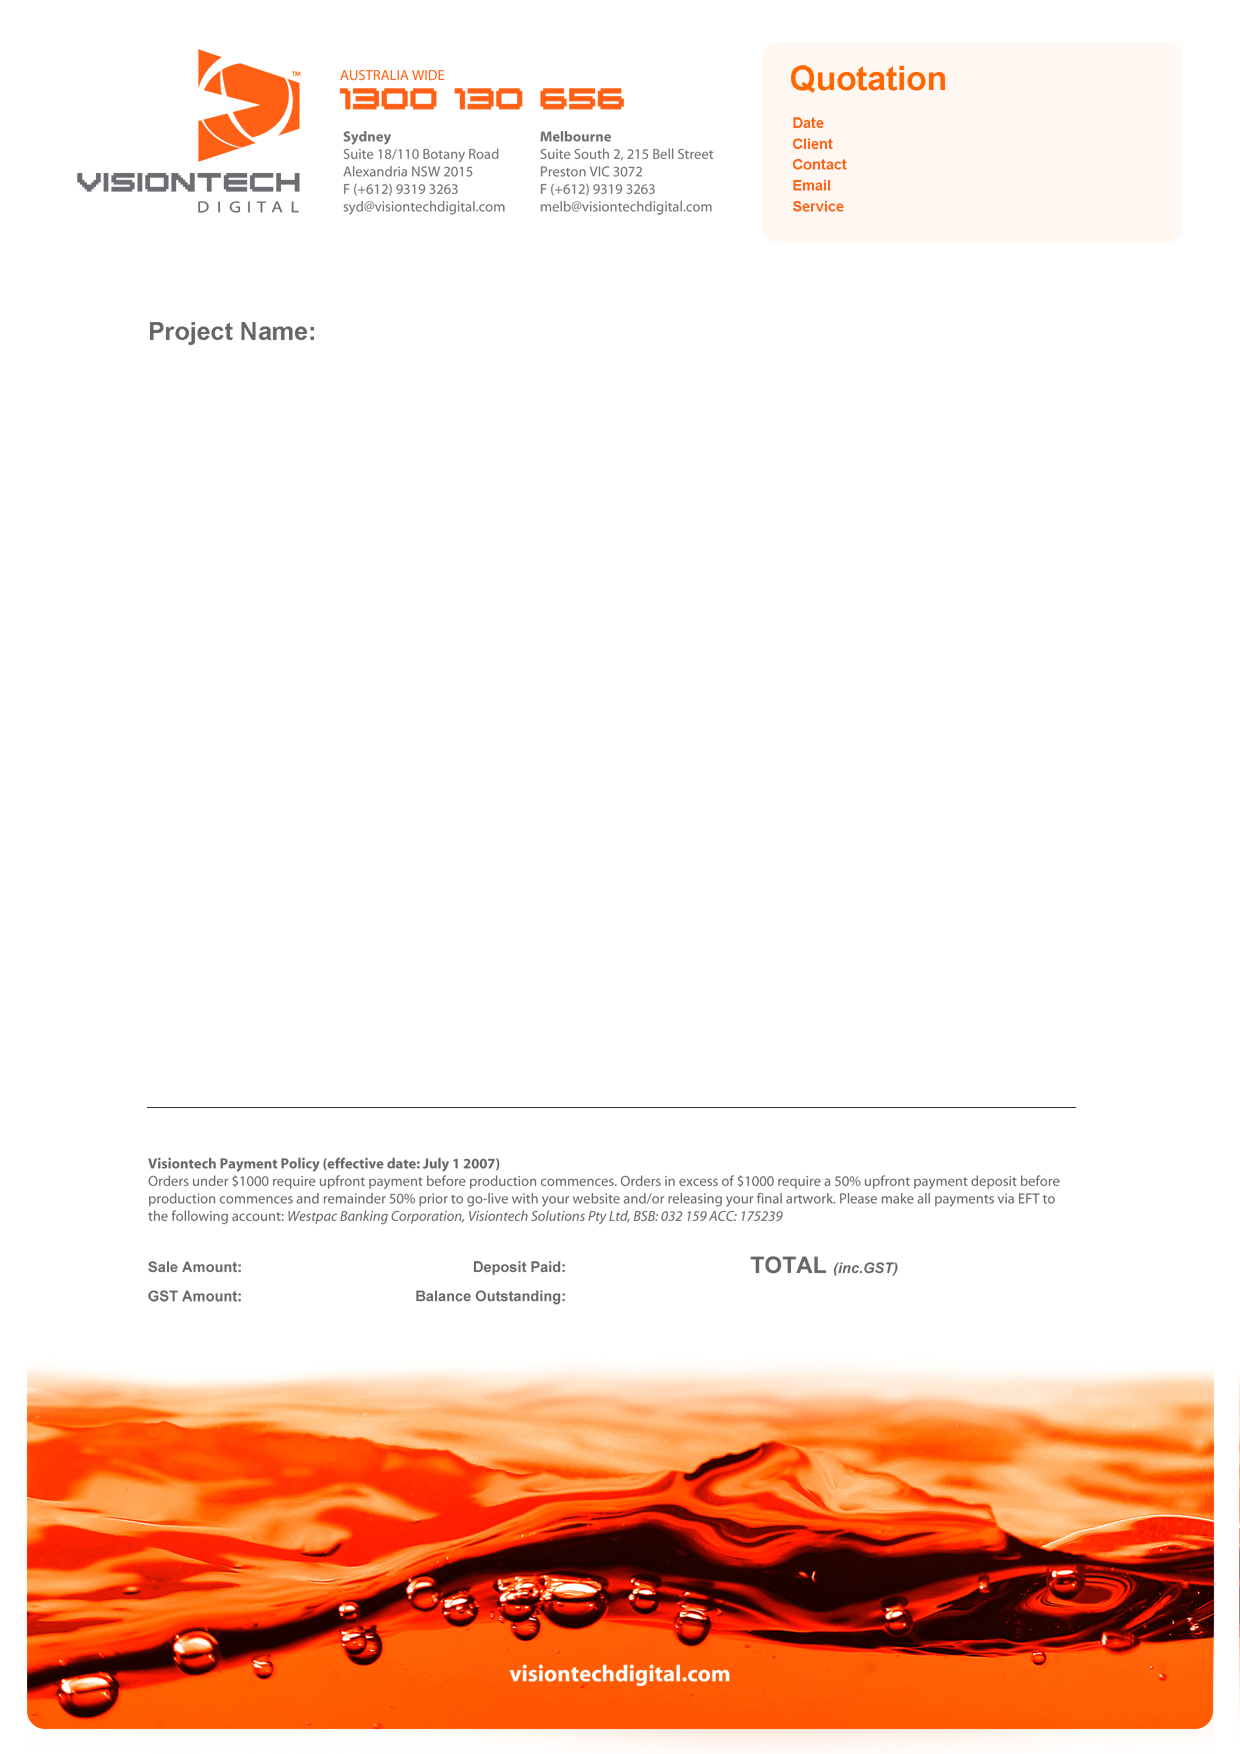 VISIONTECH
DIGITAL
™
AUSTRALIA WIDE
1300 130 656
Sydney
Suite 18/110 Botany Road
Alexandria NSW 2015
F (+612) 9319 3263
syd@visiontechdigital.com
Melbourne
Suite South 2, 215 Bell Street
Preston VIC 3072
F (+612) 9319 3263
melb@visiontechdigital.com
Quotation
Date
Client
Contact
Email
Service
Project Name:
Visiontech Payment Policy (effective date: July 1 2007)
Orders under $1000 require upfront payment before production commences. Orders in excess of $1000 require a 50% upfront payment deposit before
production commences and remainder 50% prior to go-live with your website and/or releasing your final artwork. Please make all payments via EFT to
the following account: Westpac Banking Corporation, Visiontech Solutions Pty Ltd, BSB: 032 159 ACC: 175239
Sale Amount:
GST Amount:
Deposit Paid:
Balance Outstanding:
TOTAL (inc.GST)
visiontechdigital.com